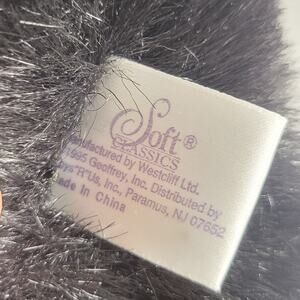 Soft®
CLASSICS
Manufactured by Westcliff Ltd.
1995 Geoffrey, Inc. Distributed by
oys"R"Us, Inc., Paramus, NJ 07652
Made in China